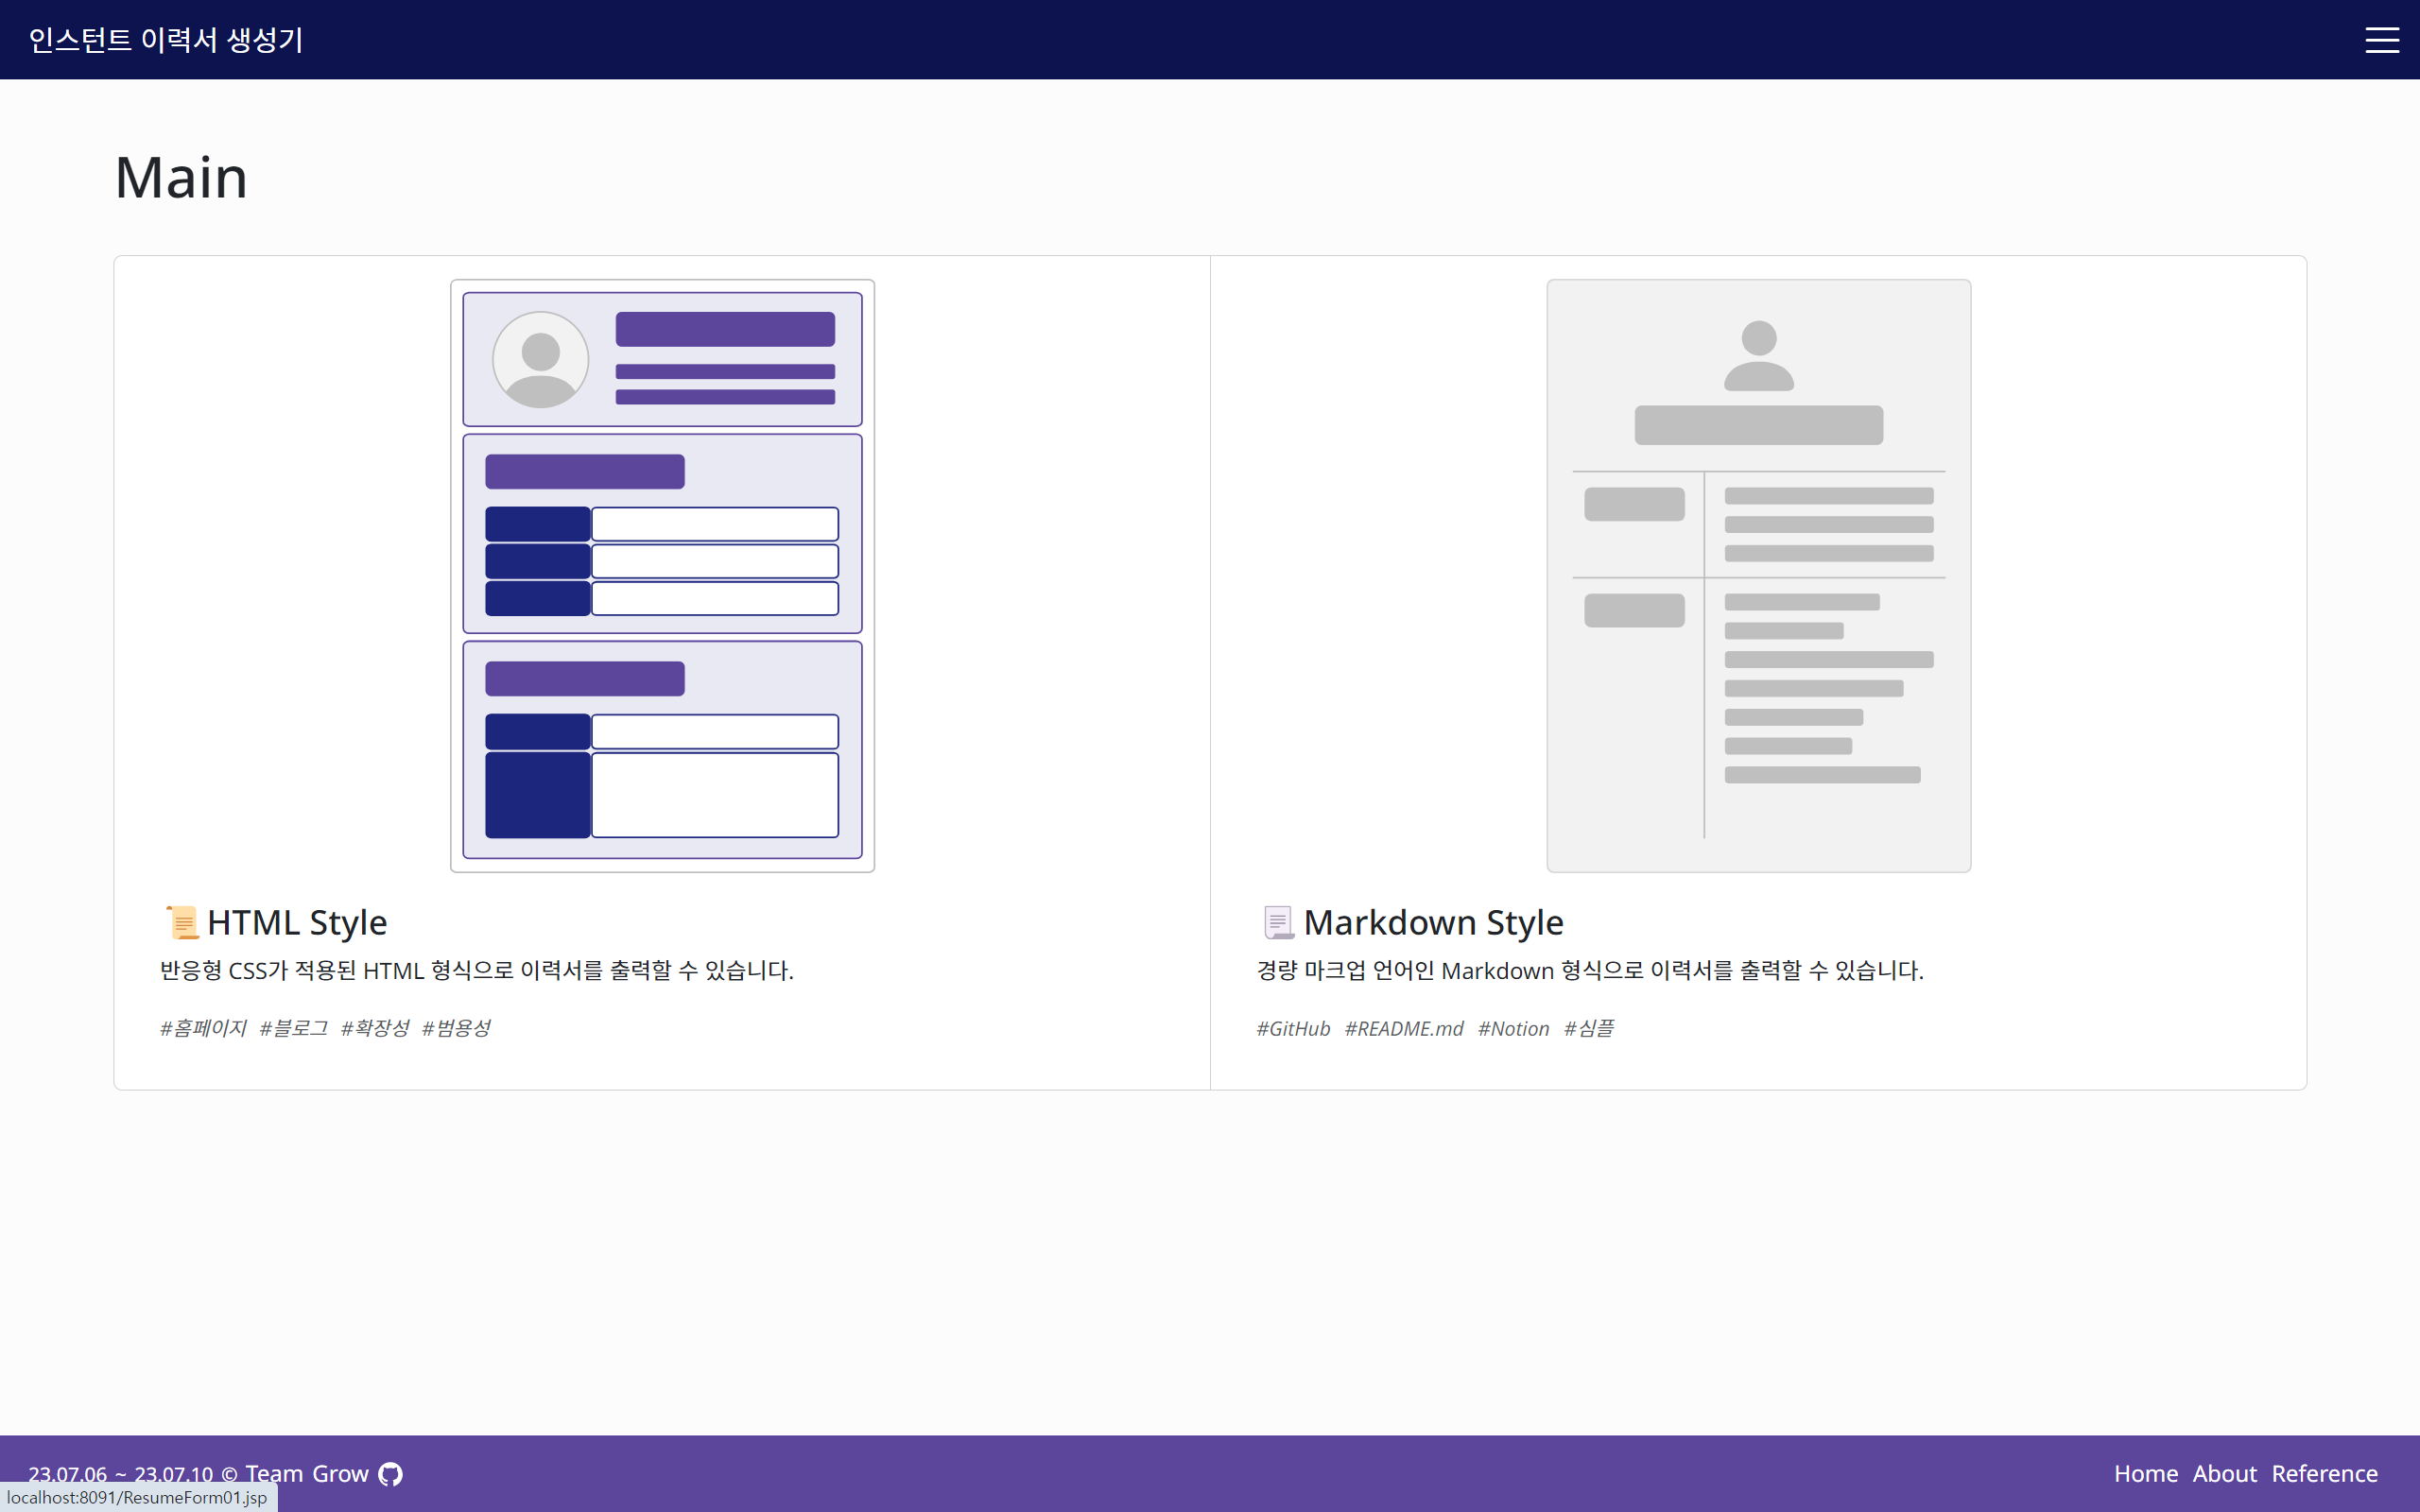 인스턴트 이력서 생성기
Main
HTML Style
반응형 CSS가 적용된 HTML 형식으로 이력서를 출력할 수 있습니다.
#홈페이지 #블로그 #확장성 #범용성
Markdown Style
경량 마크업 언어인 Markdown 형식으로 이력서를 출력할 수 있습니다.
#GitHub #README.md #Notion #심플
23.07.06 ~ 23.07.10 © Team Grow
Home About Reference
localhost:8091/ResumeForm01.jsp